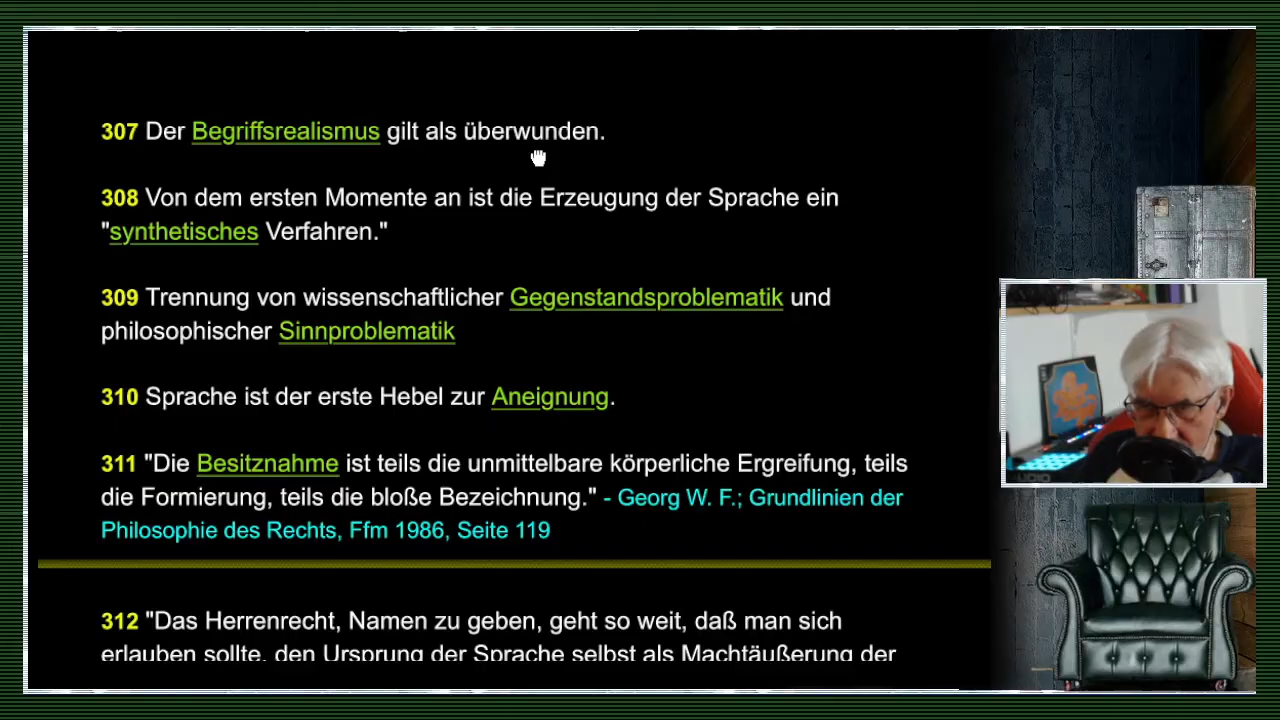 307 Der Begriffsrealismus gilt als überwunden.
308 Von dem ersten Momente an ist die Erzeugung der Sprache ein
"synthetisches Verfahren."
309 Trennung von wissenschaftlicher Gegenstandsproblematik und
philosophischer Sinnproblematik
310 Sprache ist der erste Hebel zur Aneignung.
311 "Die Besitznahme ist teils die unmittelbare körperliche Ergreifung, teils
die Formierung, teils die bloße Bezeichnung." - Georg W. F.; Grundlinien der
Philosophie des Rechts, Ffm 1986, Seite 119
312 "Das Herrenrecht, Namen zu geben, geht so weit, daß man sich
erlauben sollte, den Ursprung der Sprache selbst als Machtäußerung der